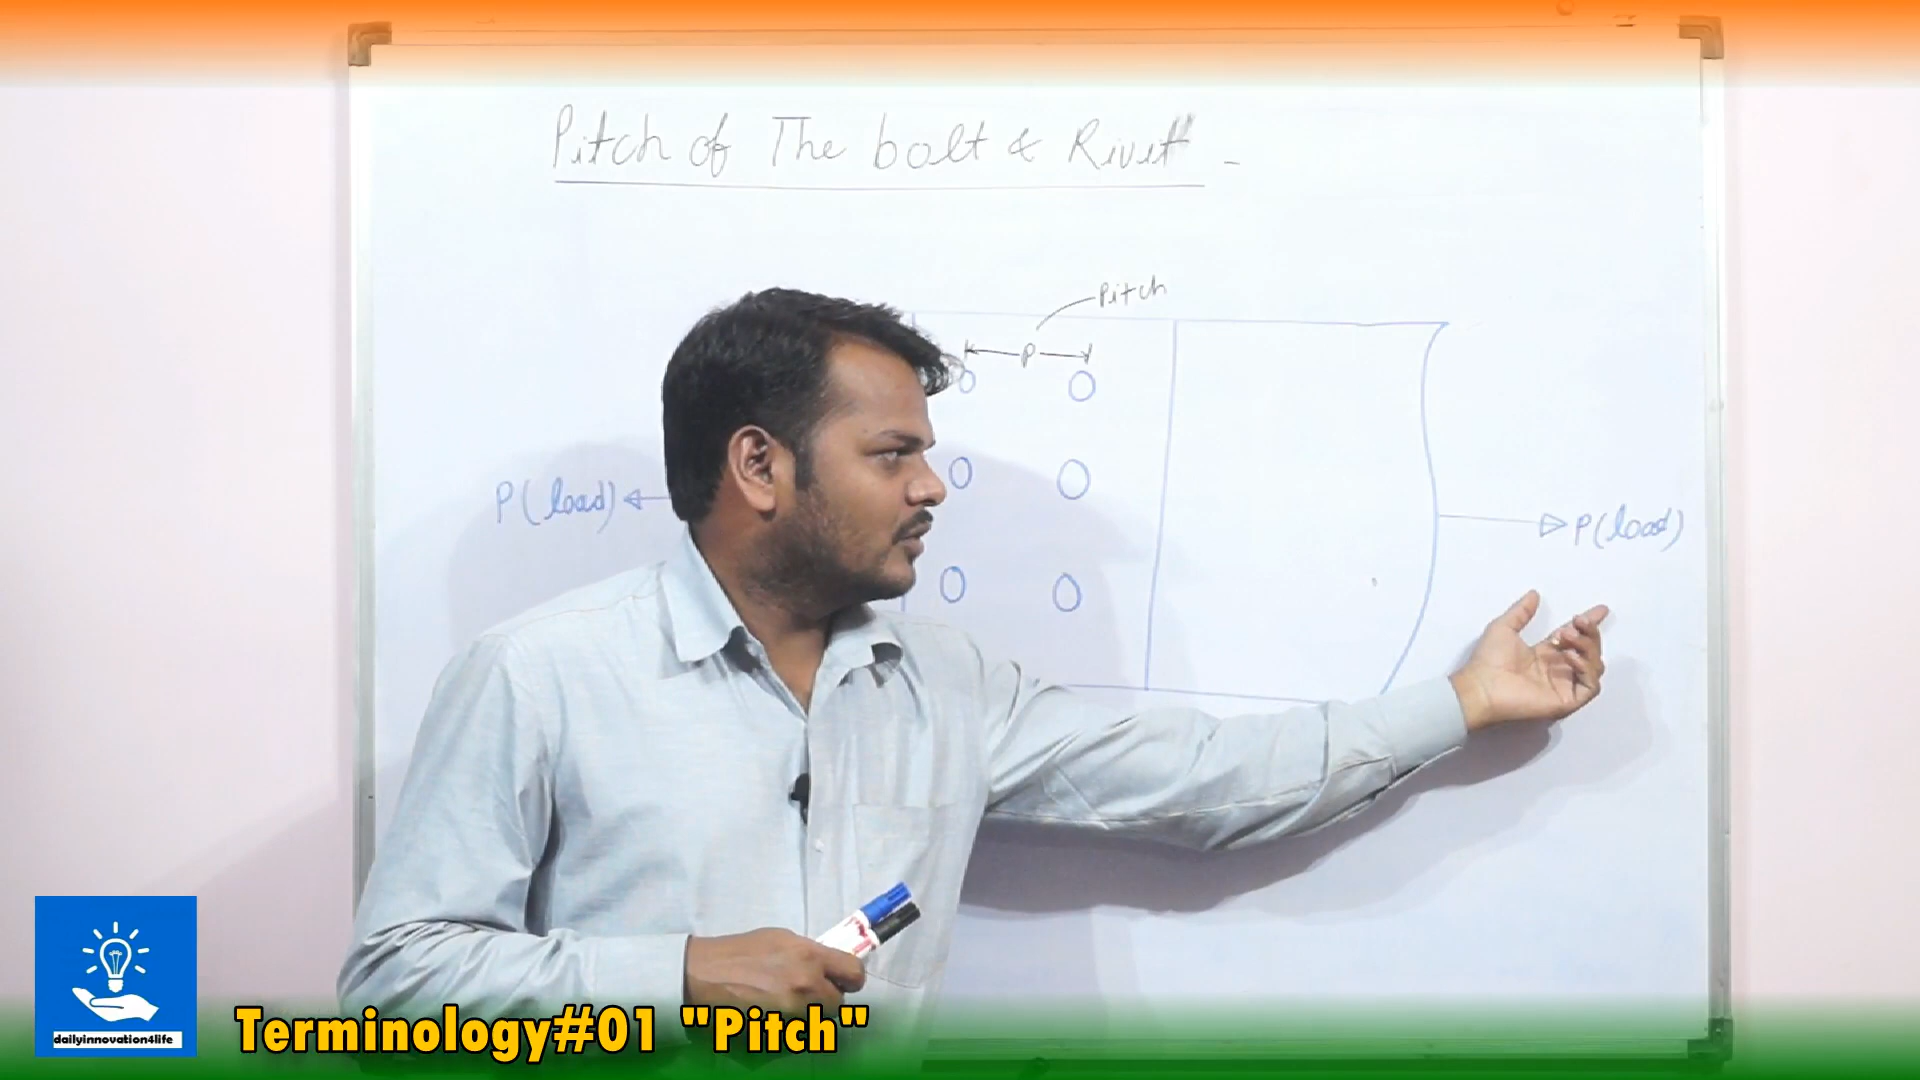 Pitch of The bolt & Rivet -
Pitch
P
P(load)
P(load)
dailyinnovation4life
Terminology#01 "Pitch"